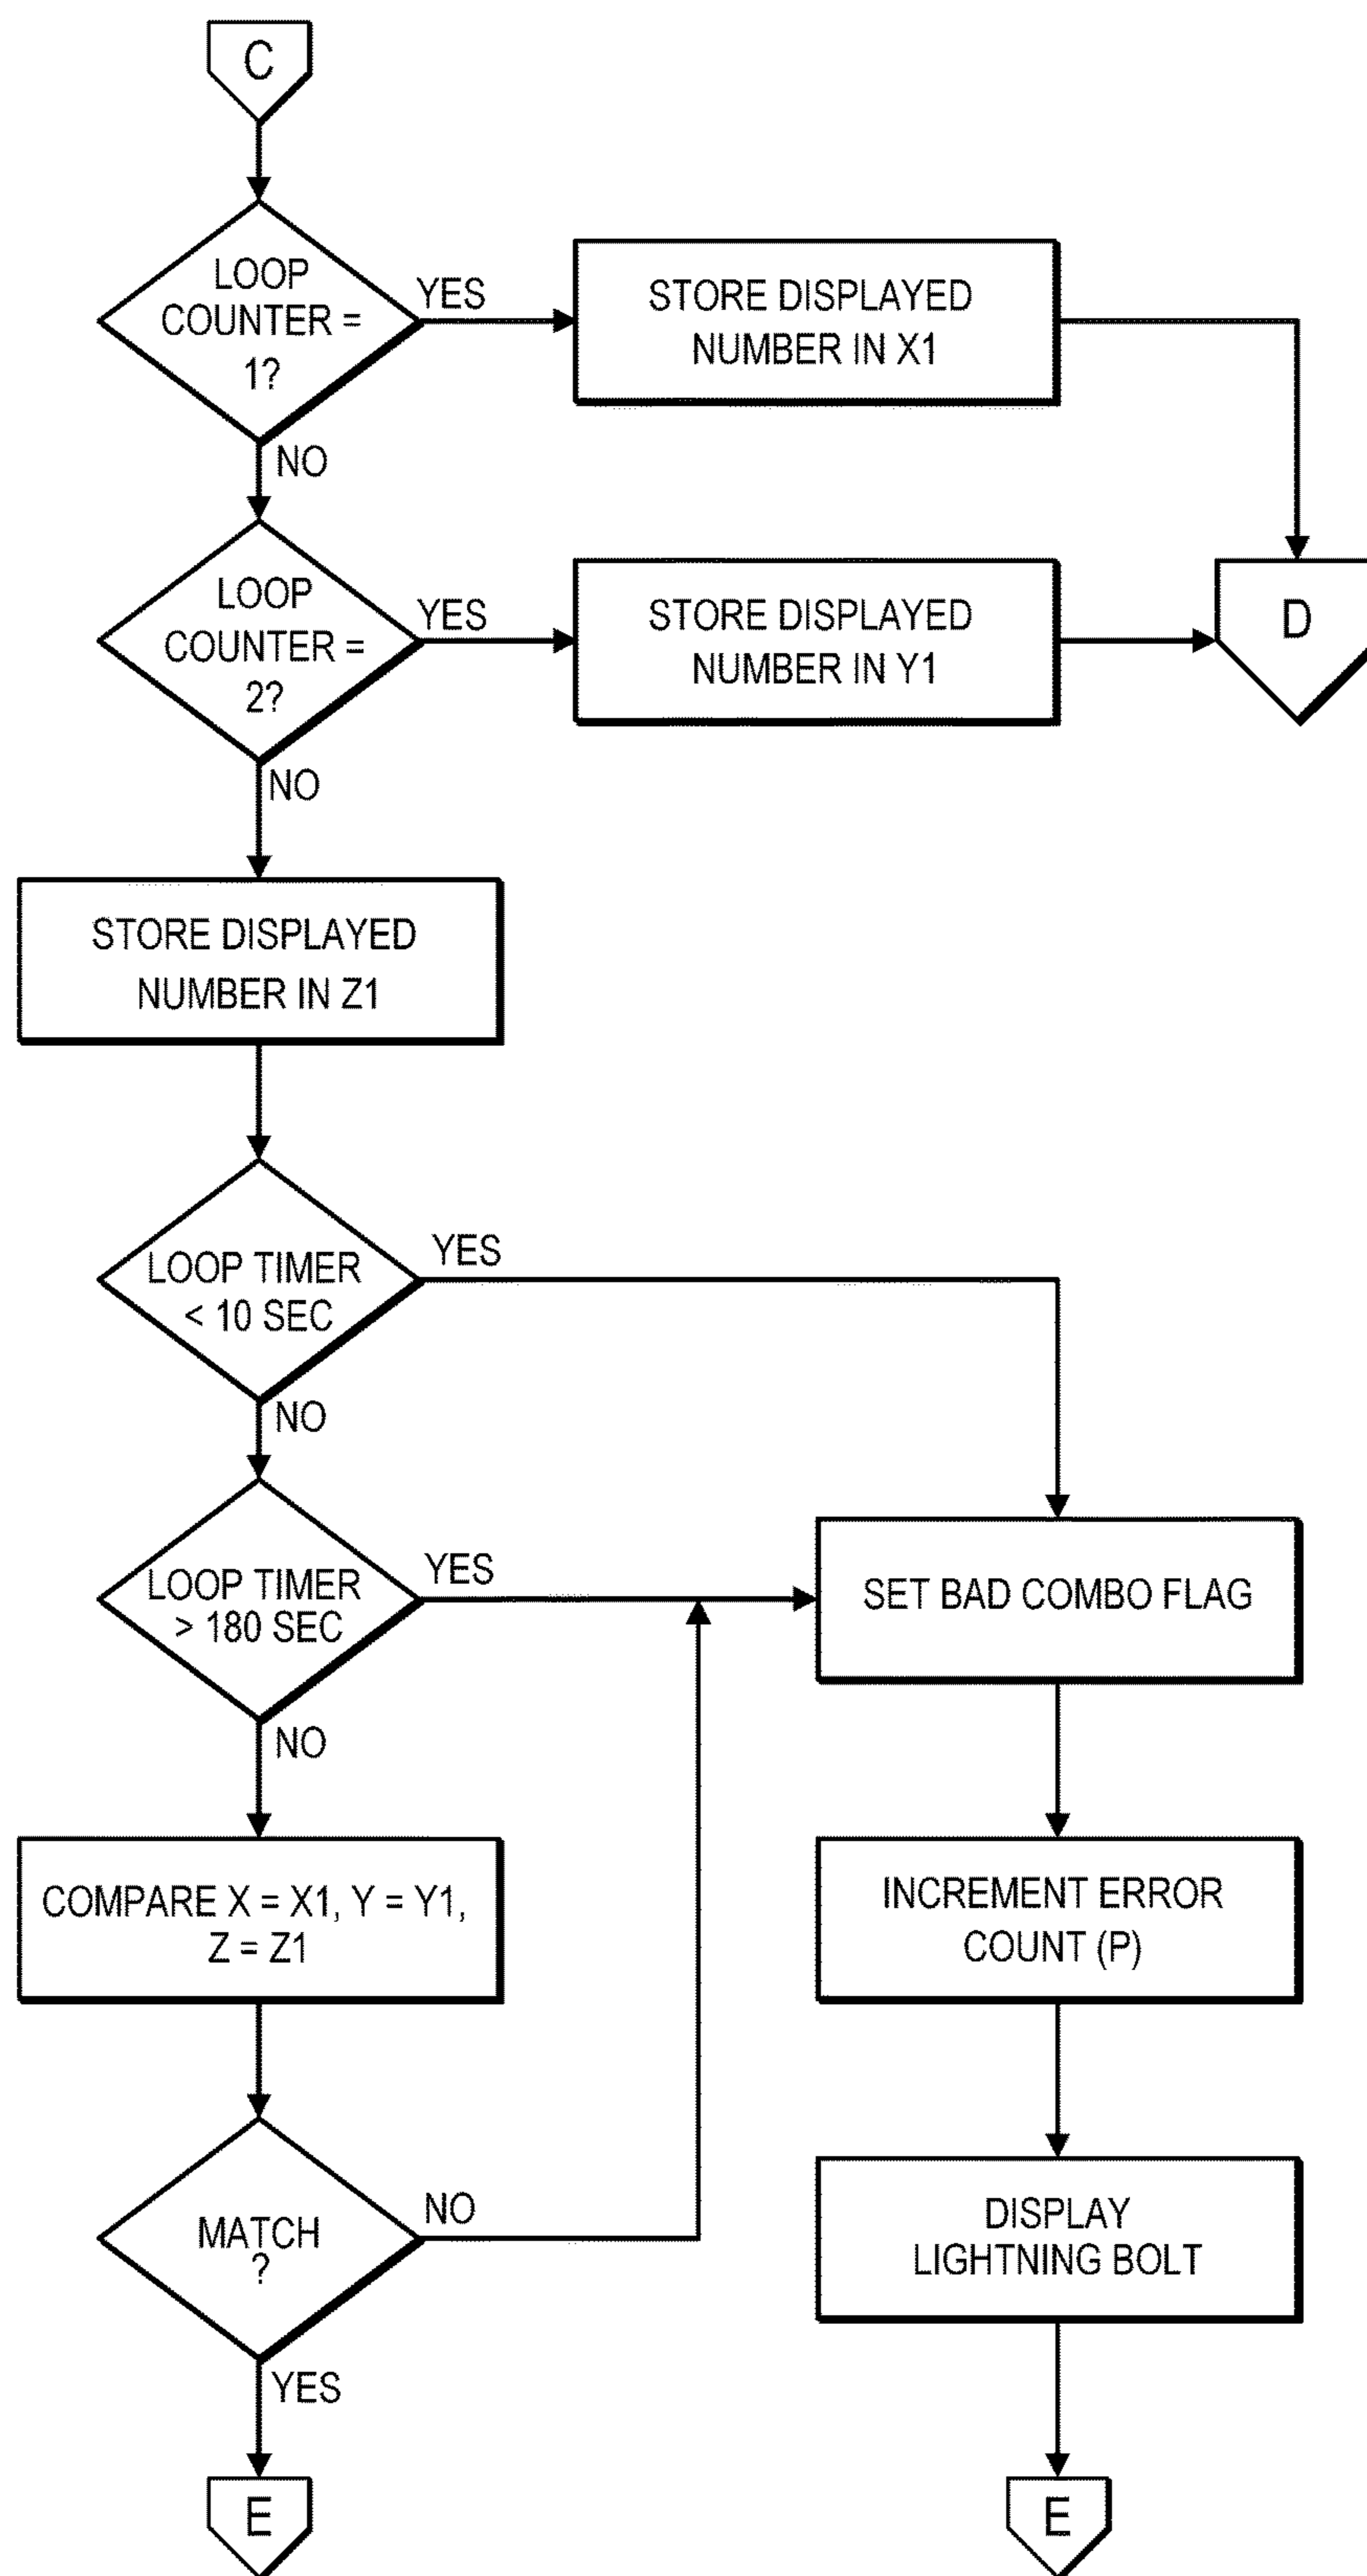 C
LOOP
COUNTER =
1?
YES
STORE DISPLAYED
NUMBER IN X1
NO
LOOP
COUNTER =
2?
YES
STORE DISPLAYED
NUMBER IN Y1
D
NO
STORE DISPLAYED
NUMBER IN Z1
LOOP TIMER
< 10 SEC
YES
NO
LOOP TIMER
> 180 SEC
YES
SET BAD COMBO FLAG
NO
COMPARE X = X1, Y = Y1,
Z = Z1
INCREMENT ERROR
COUNT (P)
MATCH
?
NO
DISPLAY
LIGHTNING BOLT
YES
E
E